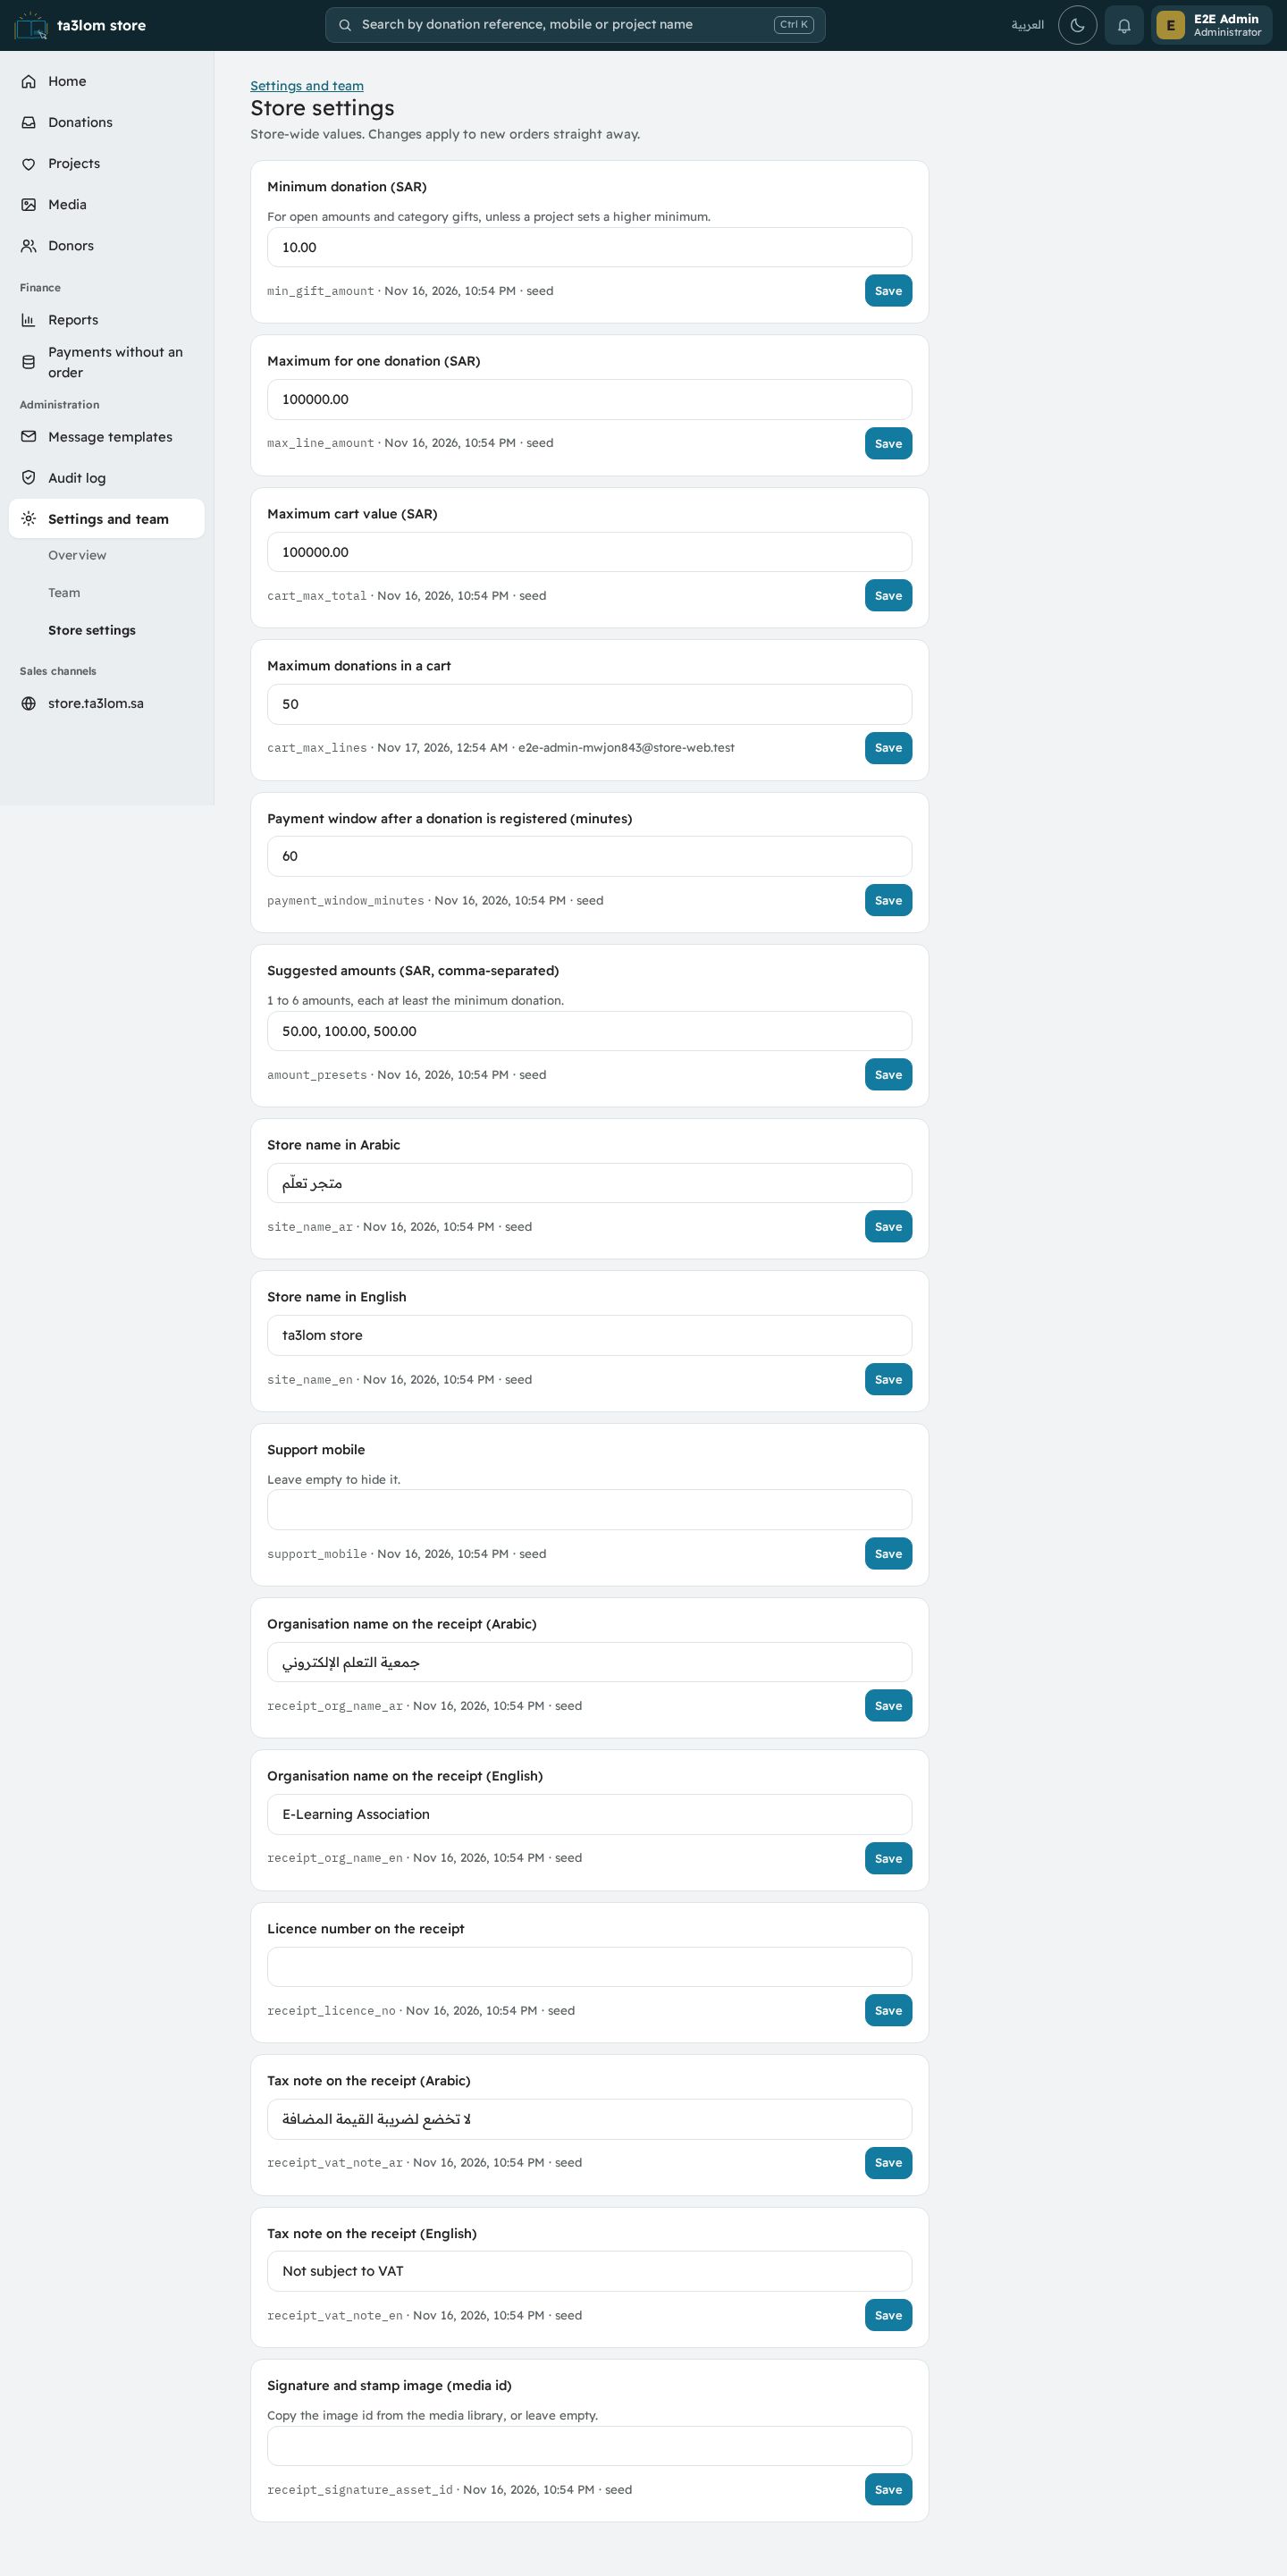 ta3lom store
Search by donation reference, mobile or project name
Ctrl K
العربية
E
E2E Admin
Administrator
Home
Donations
Projects
Media
Donors
Finance
Reports
Payments without an
order
Administration
Message templates
Audit log
Settings and team
Overview
Team
Store settings
Sales channels
store.ta3lom.sa
Settings and team
Store settings
Store-wide values. Changes apply to new orders straight away.
Minimum donation (SAR)
For open amounts and category gifts, unless a project sets a higher minimum.
10.00
min_gift_amount · Nov 16, 2026, 10:54 PM · seed
Save
Maximum for one donation (SAR)
100000.00
max_line_amount · Nov 16, 2026, 10:54 PM · seed
Save
Maximum cart value (SAR)
100000.00
cart_max_total · Nov 16, 2026, 10:54 PM · seed
Save
Maximum donations in a cart
50
cart_max_lines · Nov 17, 2026, 12:54 AM · e2e-admin-mwjon843@store-web.test
Save
Payment window after a donation is registered (minutes)
60
payment_window_minutes · Nov 16, 2026, 10:54 PM · seed
Save
Suggested amounts (SAR, comma-separated)
1 to 6 amounts, each at least the minimum donation.
50.00, 100.00, 500.00
amount_presets · Nov 16, 2026, 10:54 PM · seed
Save
Store name in Arabic
متجر تعلّم
site_name_ar · Nov 16, 2026, 10:54 PM · seed
Save
Store name in English
ta3lom store
site_name_en · Nov 16, 2026, 10:54 PM · seed
Save
Support mobile
Leave empty to hide it.
support_mobile · Nov 16, 2026, 10:54 PM · seed
Save
Organisation name on the receipt (Arabic)
جمعية التعلم الإلكتروني
receipt_org_name_ar · Nov 16, 2026, 10:54 PM · seed
Save
Organisation name on the receipt (English)
E-Learning Association
receipt_org_name_en · Nov 16, 2026, 10:54 PM · seed
Save
Licence number on the receipt
receipt_licence_no · Nov 16, 2026, 10:54 PM · seed
Save
Tax note on the receipt (Arabic)
لا تخضع لضريبة القيمة المضافة
receipt_vat_note_ar · Nov 16, 2026, 10:54 PM · seed
Save
Tax note on the receipt (English)
Not subject to VAT
receipt_vat_note_en · Nov 16, 2026, 10:54 PM · seed
Save
Signature and stamp image (media id)
Copy the image id from the media library, or leave empty.
receipt_signature_asset_id · Nov 16, 2026, 10:54 PM · seed
Save